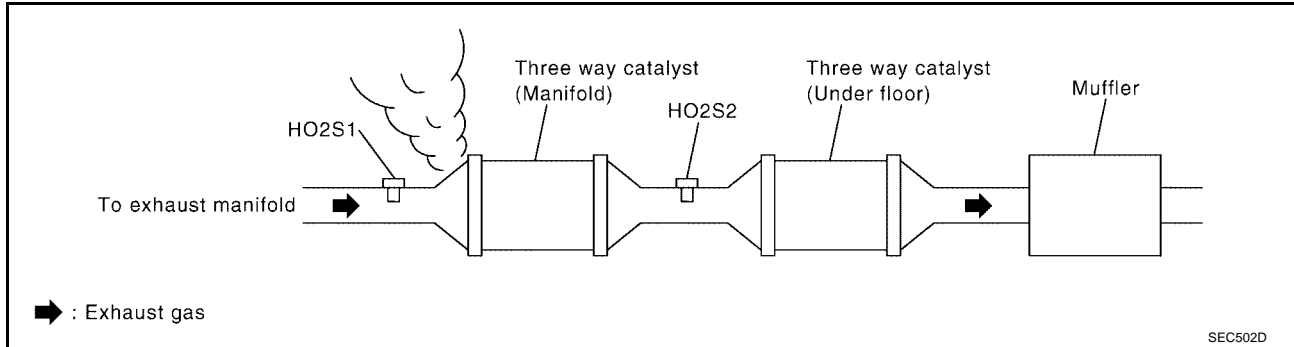 Three way catalyst
(Manifold)
Three way catalyst
(Under floor)
Muffler
HO2S1
HO2S2
To exhaust manifold
: Exhaust gas
SEC502D